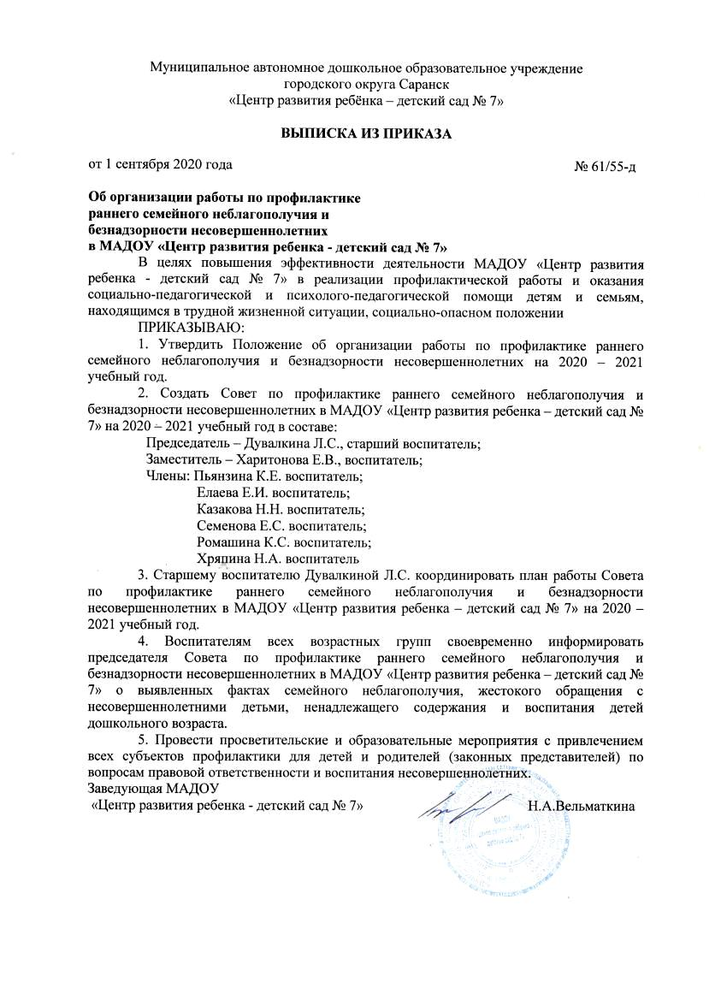 Муниципальное автономное дошкольное образовательное учреждение
городского округа Саранск
«Центр развития ребёнка – детский сад № 7»
ВЫПИСКА ИЗ ПРИКАЗА
от 1 сентября 2020 года № 61/55-д
Об организации работы по профилактике
раннего семейного неблагополучия и
безнадзорности несовершеннолетних
в МАДОУ «Центр развития ребенка - детский сад № 7»
В целях повышения эффективности деятельности МАДОУ «Центр развития
ребенка - детский сад № 7» в реализации профилактической работы и оказания
социально-педагогической и психолого-педагогической помощи детям и семьям,
находящимся в трудной жизненной ситуации, социально-опасном положении
ПРИКАЗЫВАЮ:
1. Утвердить Положение об организации работы по профилактике раннего
семейного неблагополучия и безнадзорности несовершеннолетних на 2020 – 2021
учебный год.
2. Создать Совет по профилактике раннего семейного неблагополучия и
безнадзорности несовершеннолетних в МАДОУ «Центр развития ребенка – детский сад №
7» на 2020 – 2021 учебный год в составе:
Председатель – Дувалкина Л.С., старший воспитатель;
Заместитель – Харитонова Е.В., воспитатель;
Члены: Пьянзина К.Е. воспитатель;
Елаева Е.И. воспитатель;
Казакова Н.Н. воспитатель;
Семенова Е.С. воспитатель;
Ромашина К.С. воспитатель;
Хряпина Н.А. воспитатель
3. Старшему воспитателю Дувалкиной Л.С. координировать план работы Совета
по профилактике раннего семейного неблагополучия и безнадзорности
несовершеннолетних в МАДОУ «Центр развития ребенка – детский сад № 7» на 2020 –
2021 учебный год.
4. Воспитателям всех возрастных групп своевременно информировать
председателя Совета по профилактике раннего семейного неблагополучия и
безнадзорности несовершеннолетних в МАДОУ «Центр развития ребенка – детский сад №
7» о выявленных фактах семейного неблагополучия, жестокого обращения с
несовершеннолетними детьми, ненадлежащего содержания и воспитания детей
дошкольного возраста.
5. Провести просветительские и образовательные мероприятия с привлечением
всех субъектов профилактики для детей и родителей (законных представителей) по
вопросам правовой ответственности и воспитания несовершеннолетних.
Заведующая МАДОУ
«Центр развития ребенка - детский сад № 7» Н.А.Вельматкина
МАДОУ